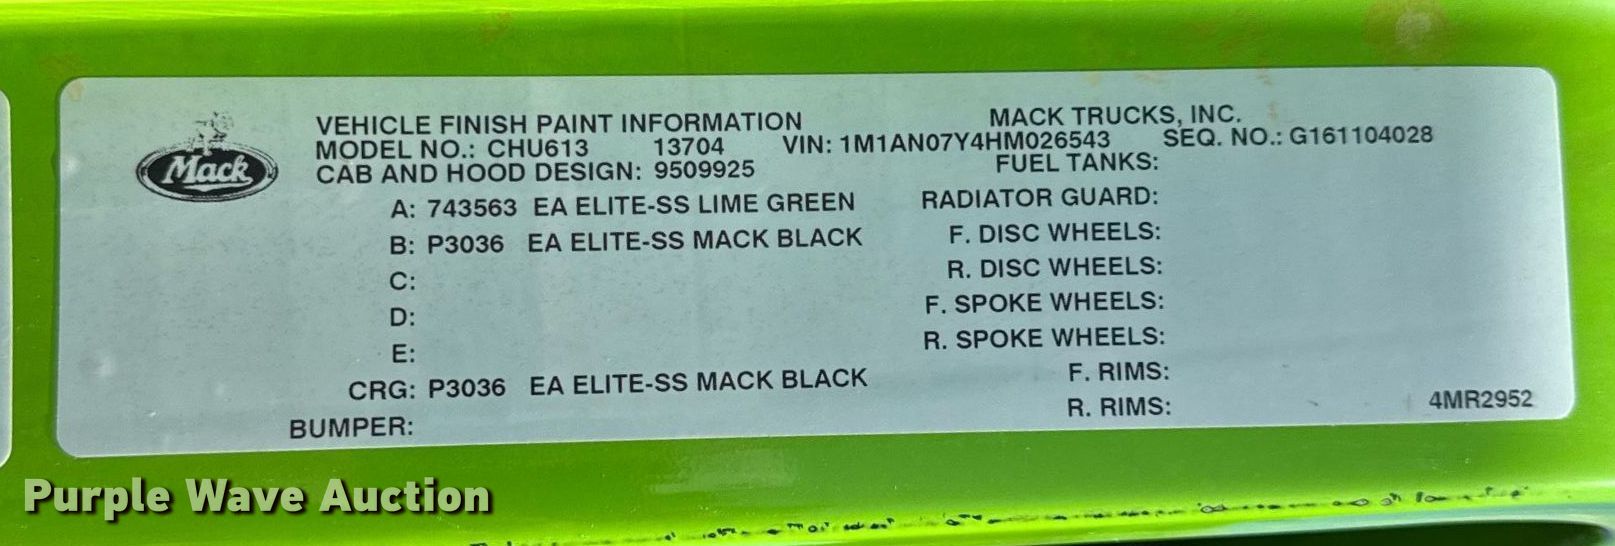 VEHICLE FINISH PAINT INFORMATION MACK TRUCKS, INC.
MODEL NO.: CHU613 13704 VIN: 1M1AN07Y4HM026543 SEQ. NO.: G161104028
CAB AND HOOD DESIGN: 9509925 FUEL TANKS:
Mack
A: 743563 EA ELITE-SS LIME GREEN RADIATOR GUARD:
B: P3036 EA ELITE-SS MACK BLACK F. DISC WHEELS:
C: R. DISC WHEELS:
D: F. SPOKE WHEELS:
E: R. SPOKE WHEELS:
CRG: P3036 EA ELITE-SS MACK BLACK F. RIMS:
BUMPER: R. RIMS: 4MR2952
Purple Wave Auction